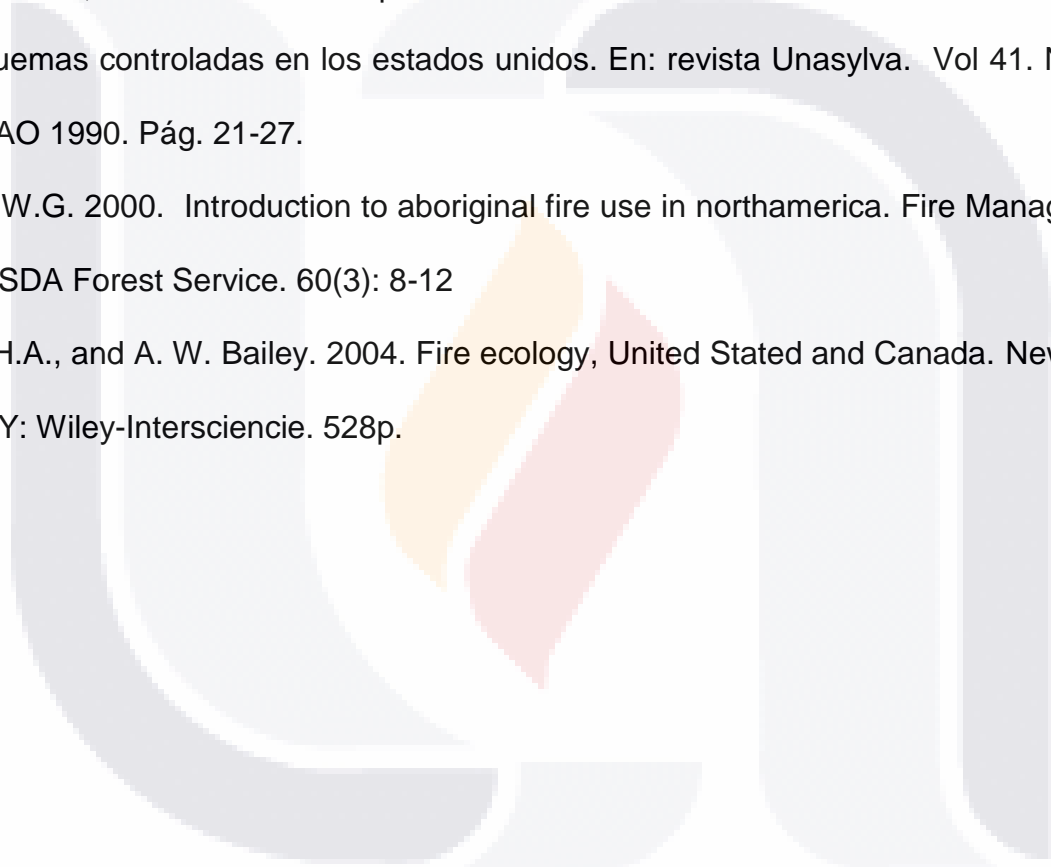 uemas controladas en los estados unidos. En: revista Unasylva. Vol 41.
AO 1990. Pág. 21-27.
W.G. 2000. Introduction to aboriginal fire use in northamerica. Fire Manag
SDA Forest Service. 60(3): 8-12
H.A., and A. W. Bailey. 2004. Fire ecology, United Stated and Canada. New
Y: Wiley-Intersciencie. 528p.